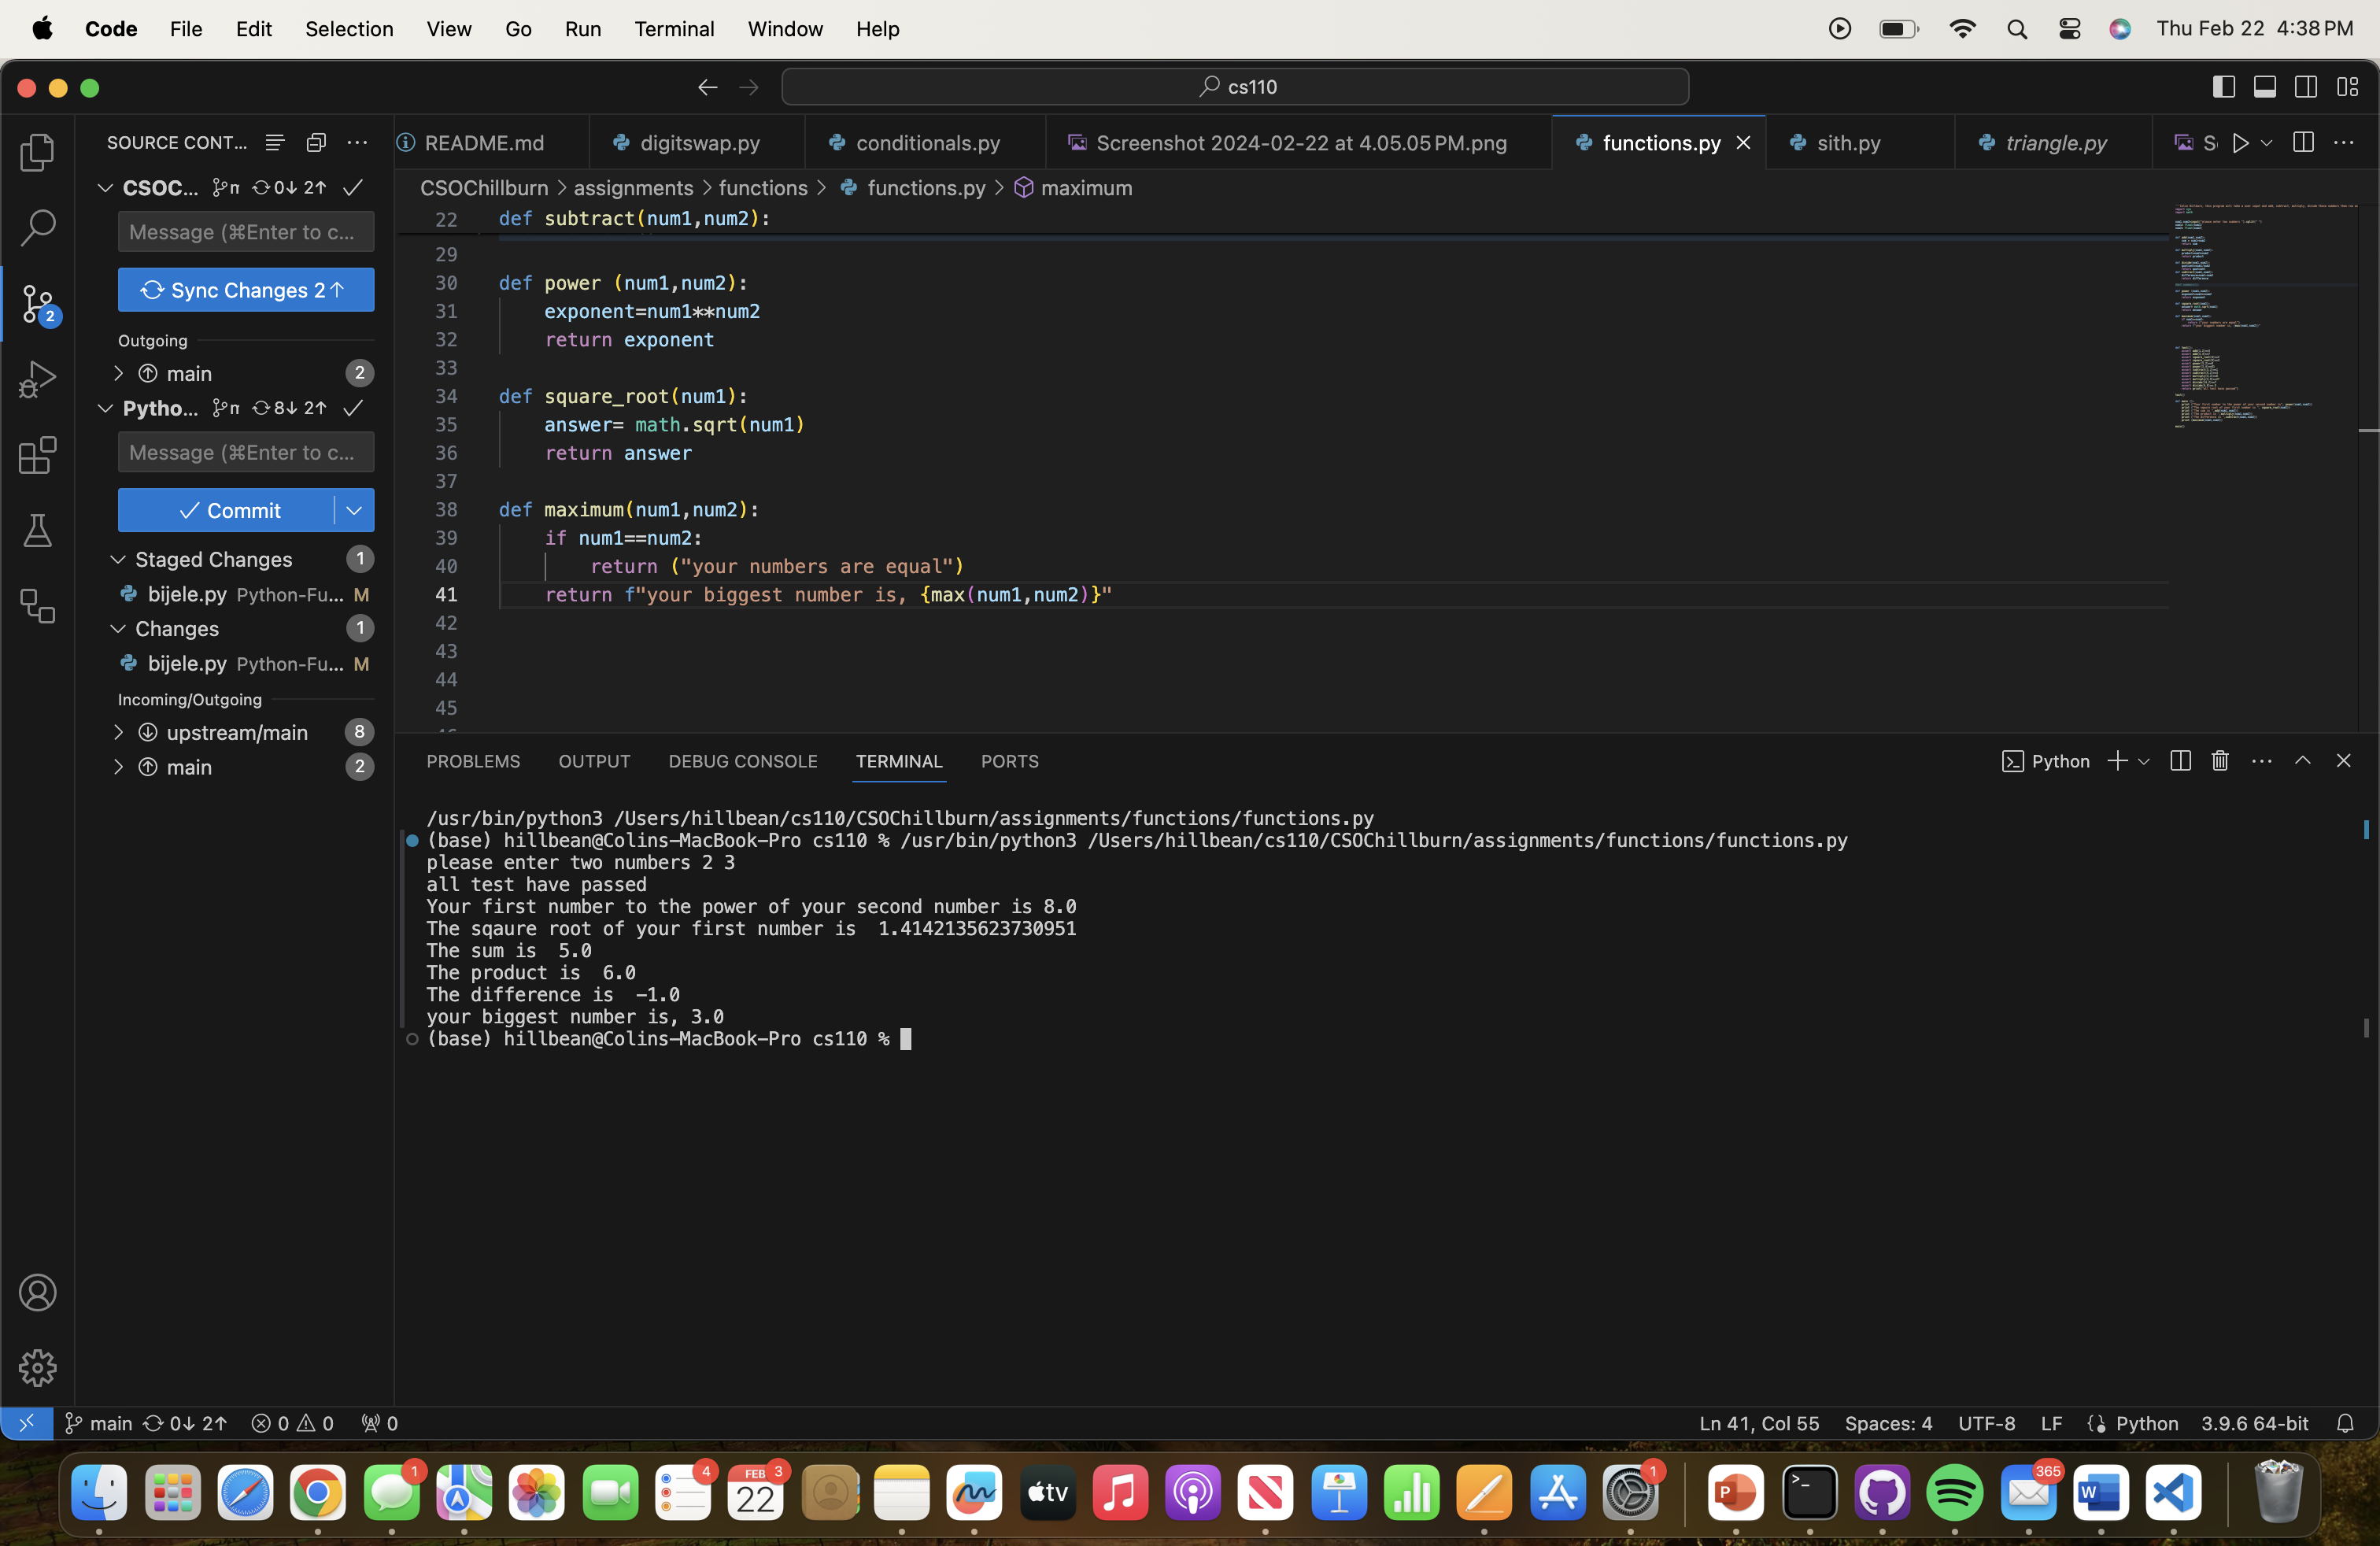 Code File Edit Selection View Go Run Terminal Window Help Thu Feb 22 4:38 PM
cs110
SOURCE CONT...
README.md digitswap.py conditionals.py Screenshot 2024-02-22 at 4.05.05 PM.png functions.py sith.py triangle.py
CSOChillburn > assignments > functions > functions.py > maximum
CSOC... 0↓ 2↑
Message (⌘Enter to c...
Sync Changes 2↑
2
Outgoing
main 2
Pytho... 8↓ 2↑
Message (⌘Enter to c...
Commit
Staged Changes 1
bijele.py Python-Fu... M
Changes 1
bijele.py Python-Fu... M
Incoming/Outgoing
upstream/main 8
main 2
22 def subtract(num1,num2):
29
30 def power (num1,num2):
31 exponent=num1**num2
32 return exponent
33
34 def square_root(num1):
35 answer= math.sqrt(num1)
36 return answer
37
38 def maximum(num1,num2):
39 if num1==num2:
40 return ("your numbers are equal")
41 return f"your biggest number is, {max(num1,num2)}"
42
43
44
45
PROBLEMS OUTPUT DEBUG CONSOLE TERMINAL PORTS Python
/usr/bin/python3 /Users/hillbean/cs110/CSOChillburn/assignments/functions/functions.py
(base) hillbean@Colins-MacBook-Pro cs110 % /usr/bin/python3 /Users/hillbean/cs110/CSOChillburn/assignments/functions/functions.py
please enter two numbers 2 3
all test have passed
Your first number to the power of your second number is 8.0
The sqaure root of your first number is  1.4142135623730951
The sum is  5.0
The product is  6.0
The difference is  -1.0
your biggest number is, 3.0
(base) hillbean@Colins-MacBook-Pro cs110 %
main 0↓ 2↑ 0 0 0 Ln 41, Col 55 Spaces: 4 UTF-8 LF Python 3.9.6 64-bit
1 4 FEB 3 22 tv 1 365